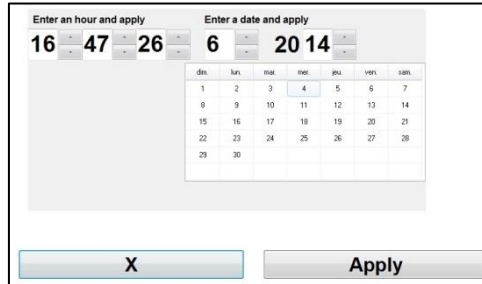 Enter an hour and apply Enter a date and apply
16 47 26 6 20 14
dim. lun. mar. mer. jeu. ven. sam.
1 2 3 4 5 6 7
8 9 10 11 12 13 14
15 16 17 18 19 20 21
22 23 24 25 26 27 28
29 30
X Apply